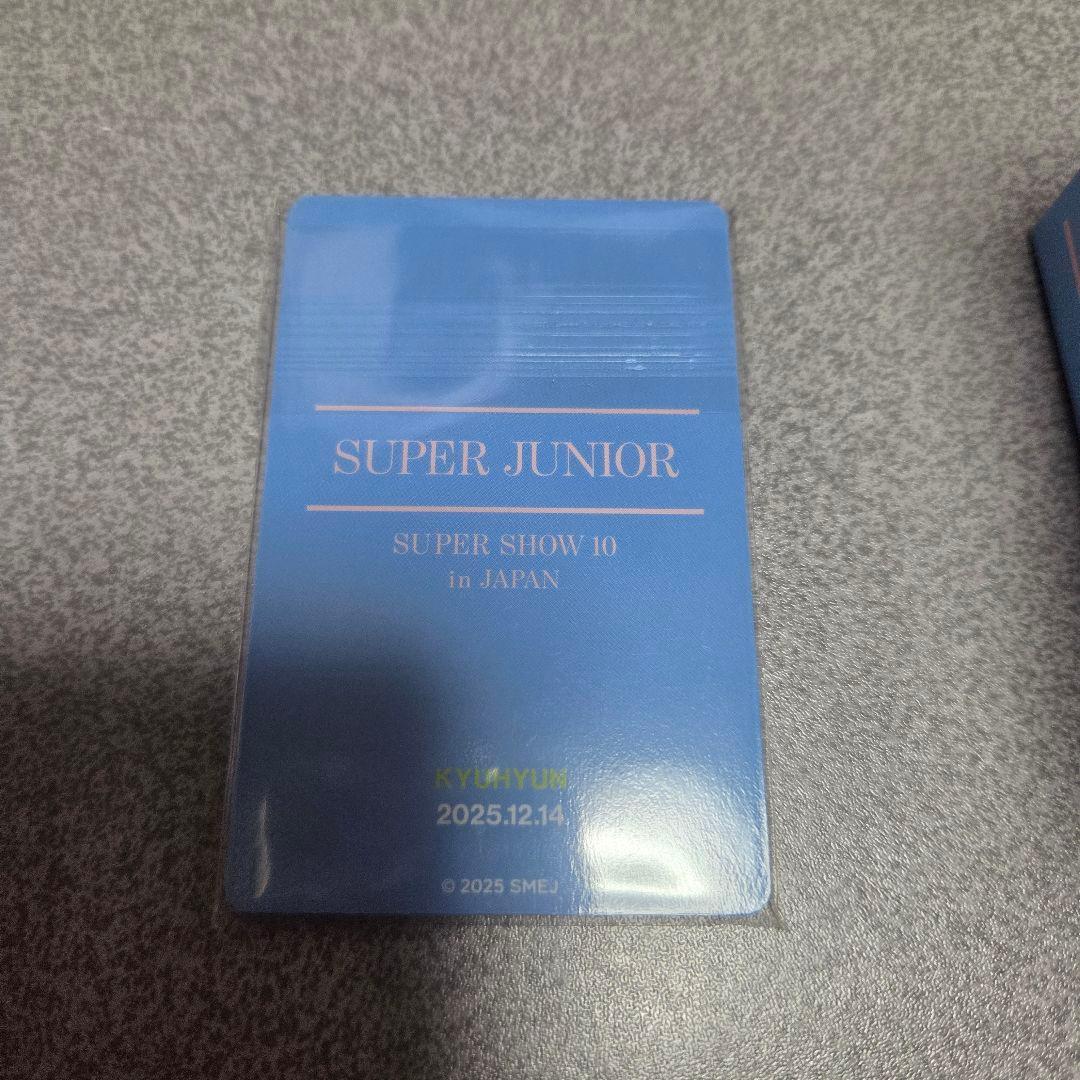 SUPER JUNIOR
SUPER SHOW 10
in JAPAN
KYUHYUN
2025.12.14
© 2025 SMEJ